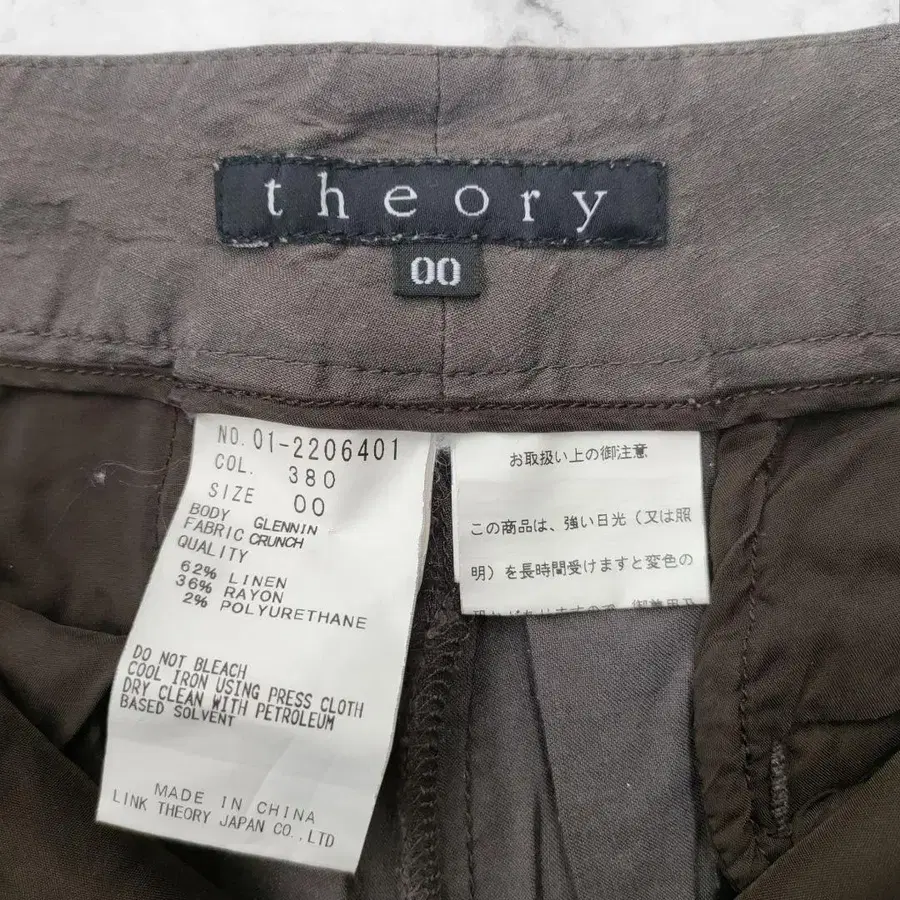 theory
00
NO. 01-2206401
COL. 380
SIZE 00
BODY GLENNIN
FABRIC CRUNCH
QUALITY
62% LINEN
36% RAYON
2% POLYURETHANE
DO NOT BLEACH
COOL IRON USING PRESS CLOTH
DRY CLEAN WITH PETROLEUM
BASED SOLVENT
MADE IN CHINA
LINK THEORY JAPAN CO.,LTD
お取扱い上の御注意
この商品は、強い日光(又は照
明)を長時間受けますと変色の